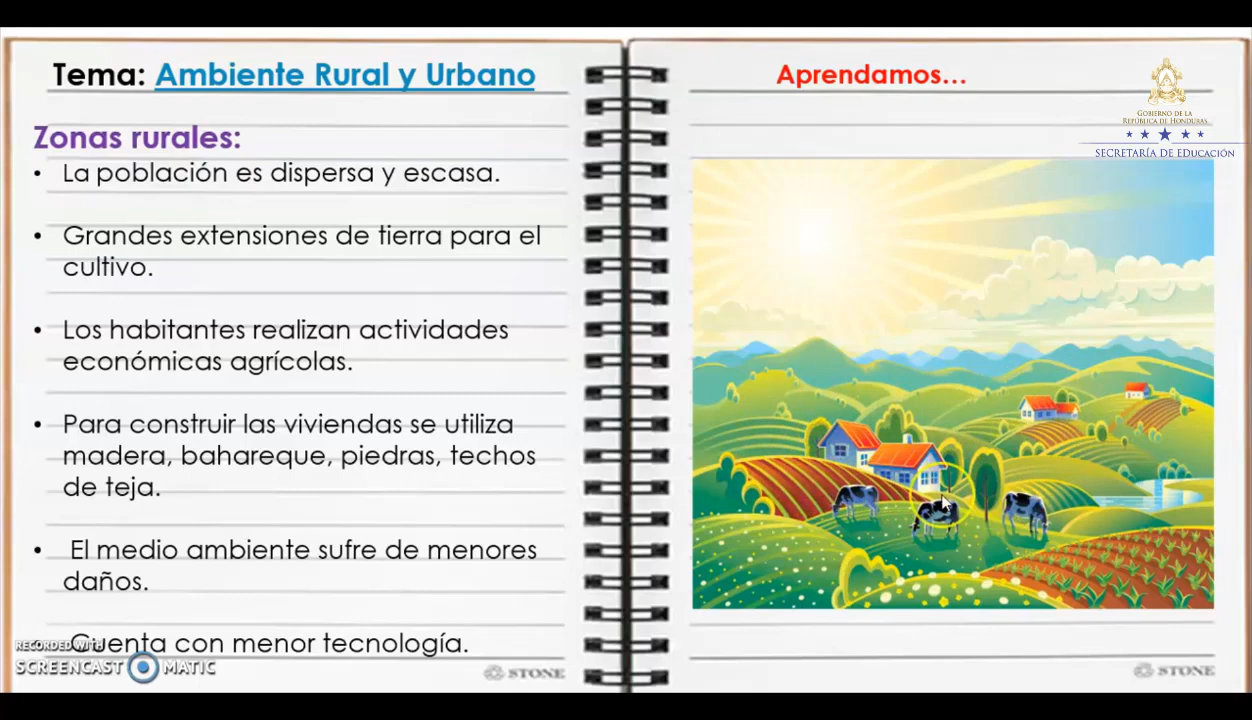 Tema: Ambiente Rural y Urbano
Zonas rurales:
• La población es dispersa y escasa.
• Grandes extensiones de tierra para el
cultivo.
• Los habitantes realizan actividades
económicas agrícolas.
• Para construir las viviendas se utiliza
madera, bahareque, piedras, techos
de teja.
• El medio ambiente sufre de menores
daños.
• Cuenta con menor tecnología.
RECORDED WITH
SCREENCAST MATIC
STONE
Aprendamos...
GOBIERNO DE LA
REPÚBLICA DE HONDURAS
SECRETARÍA DE EDUCACIÓN
STONE